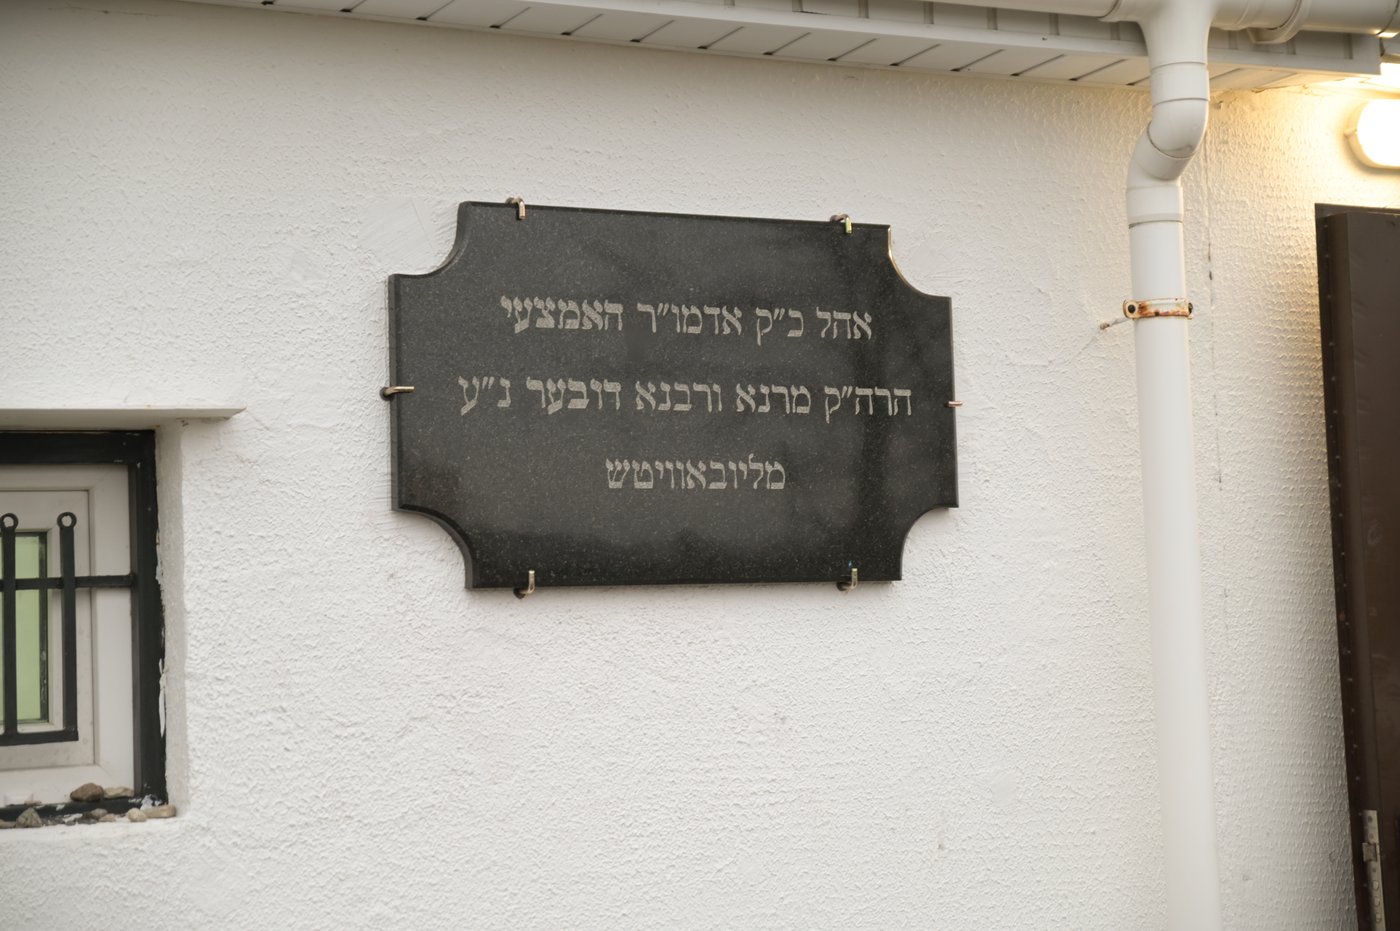 אהל כ״ק אדמו״ר האמצעי
הרה״ק מרנא ורבנא דובער נ״ע
מליובאוויטש